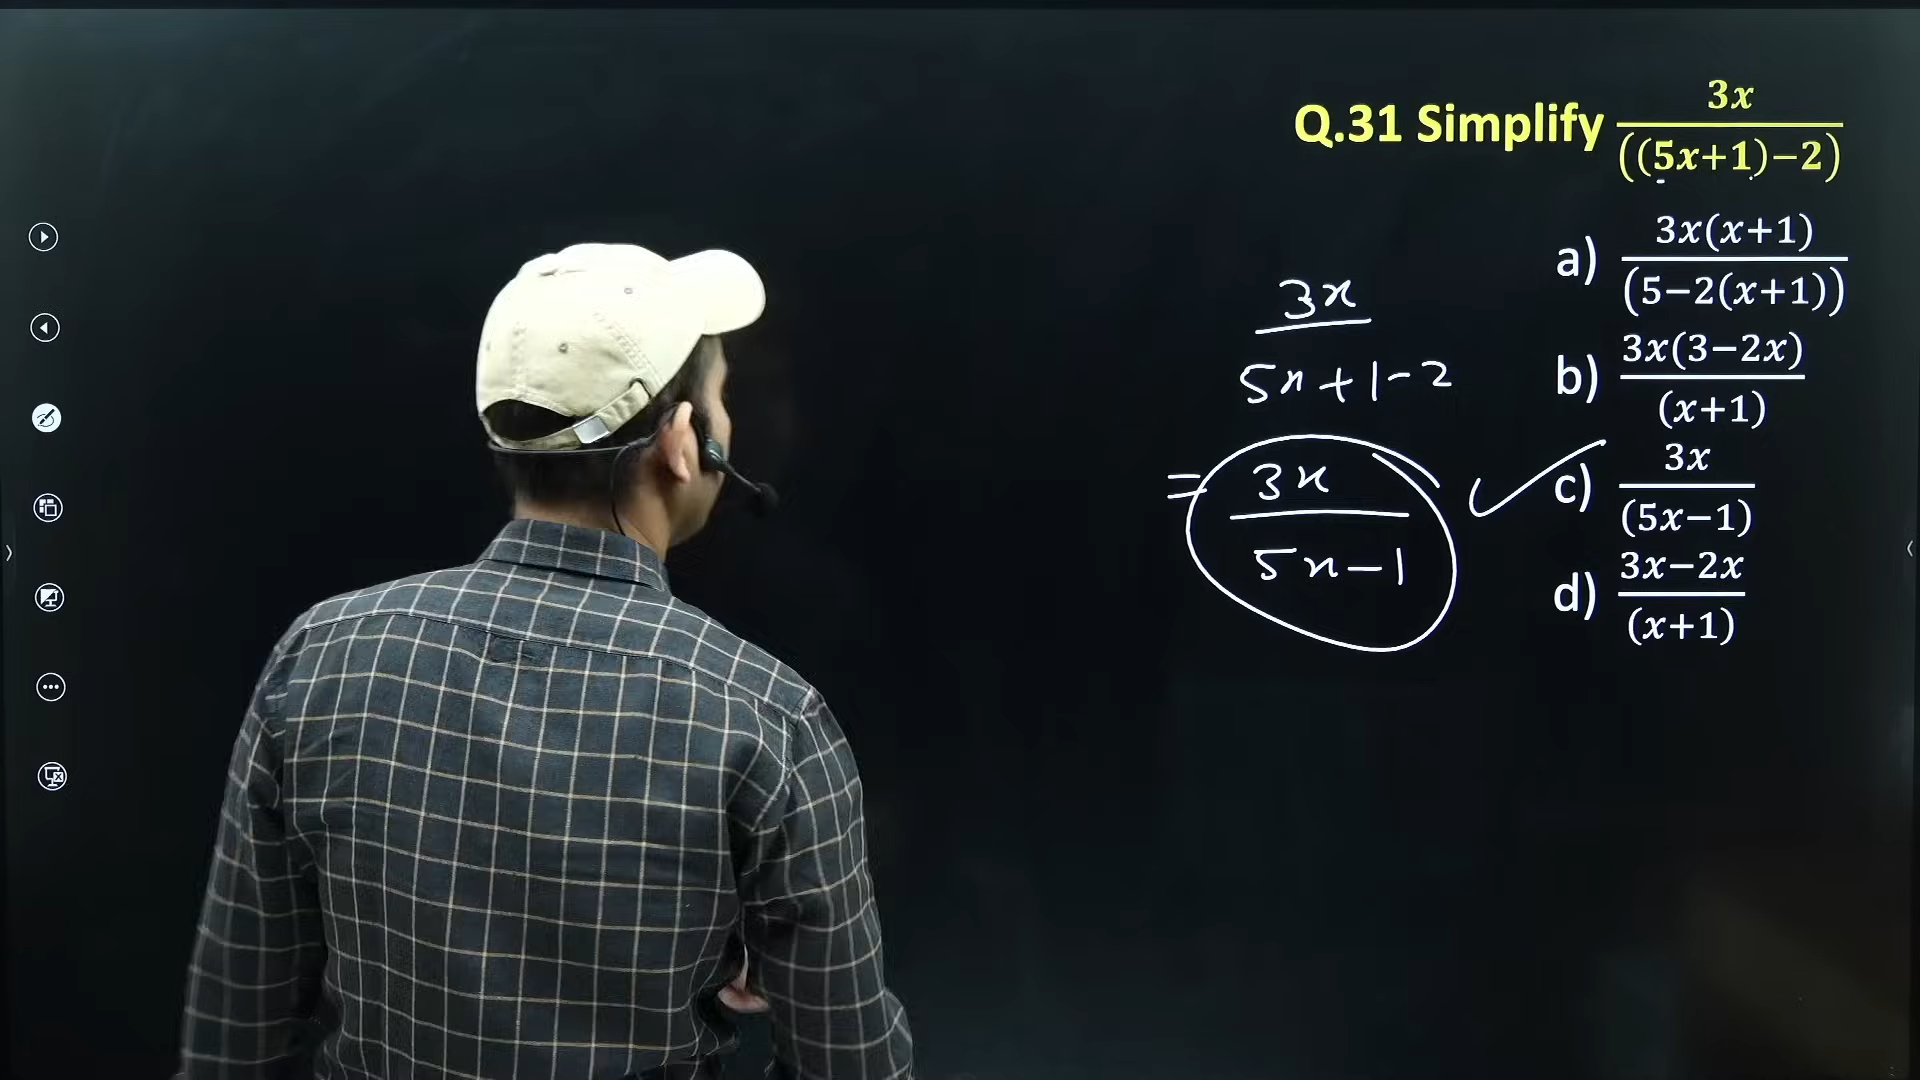 Q.31 Simplify 3x/((5x+1)−2)
a) 3x(x+1)/(5−2(x+1))
b) 3x(3−2x)/(x+1)
c) 3x/(5x−1)
d) 3x−2x/(x+1)
3x
5x+1-2
= 3x
5x-1